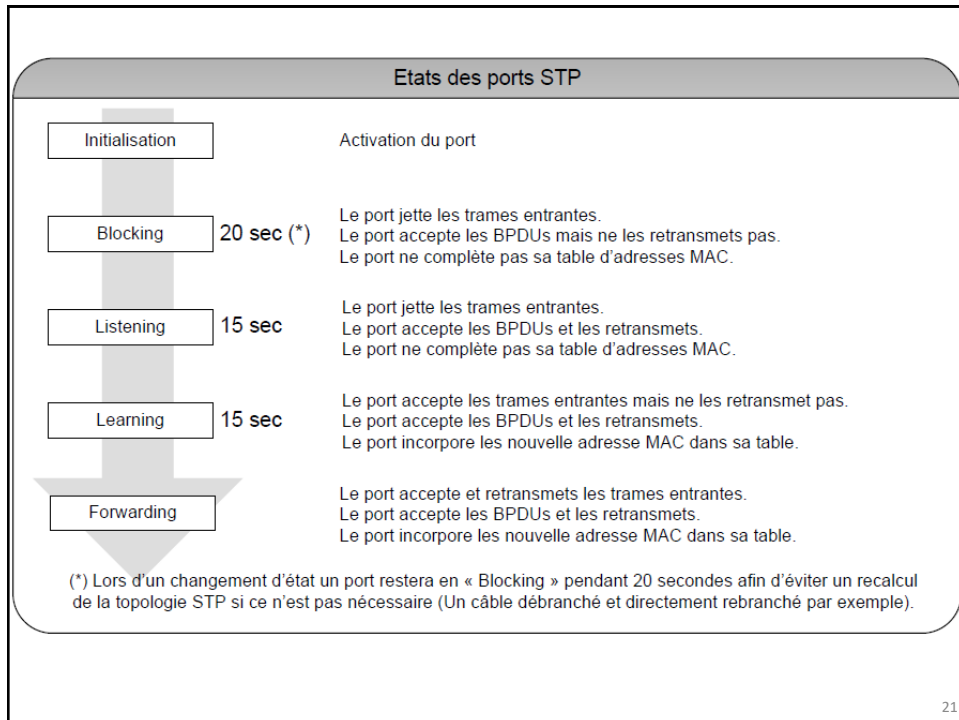 Etats des ports STP
Initialisation
Activation du port
Blocking
20 sec (*)
Le port jette les trames entrantes.
Le port accepte les BPDUs mais ne les retransmets pas.
Le port ne complète pas sa table d'adresses MAC.
Listening
15 sec
Le port jette les trames entrantes.
Le port accepte les BPDUs et les retransmets.
Le port ne complète pas sa table d'adresses MAC.
Learning
15 sec
Le port accepte les trames entrantes mais ne les retransmet pas.
Le port accepte les BPDUs et les retransmets.
Le port incorpore les nouvelle adresse MAC dans sa table.
Forwarding
Le port accepte et retransmets les trames entrantes.
Le port accepte les BPDUs et les retransmets.
Le port incorpore les nouvelle adresse MAC dans sa table.
(*) Lors d'un changement d'état un port restera en « Blocking » pendant 20 secondes afin d'éviter un recalcul
de la topologie STP si ce n'est pas nécessaire (Un câble débranché et directement rebranché par exemple).
21